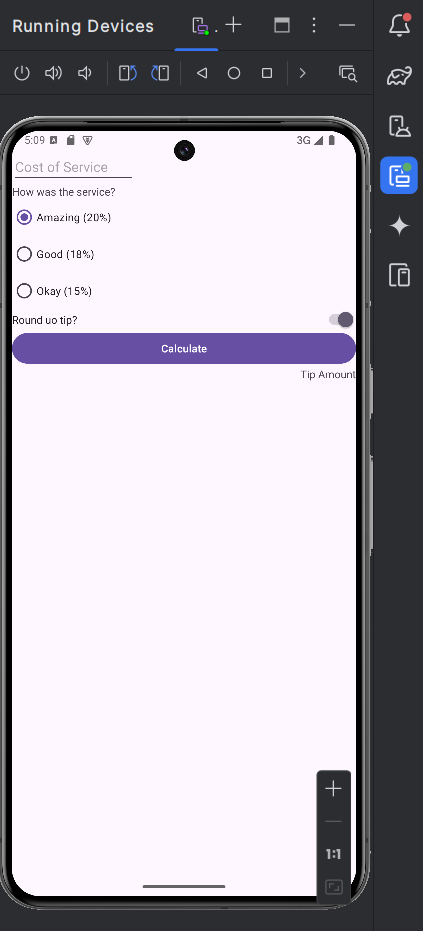 Running Devices
5:09
3G
Cost of Service
How was the service?
Amazing (20%)
Good (18%)
Okay (15%)
Round uo tip?
Calculate
Tip Amount
1:1